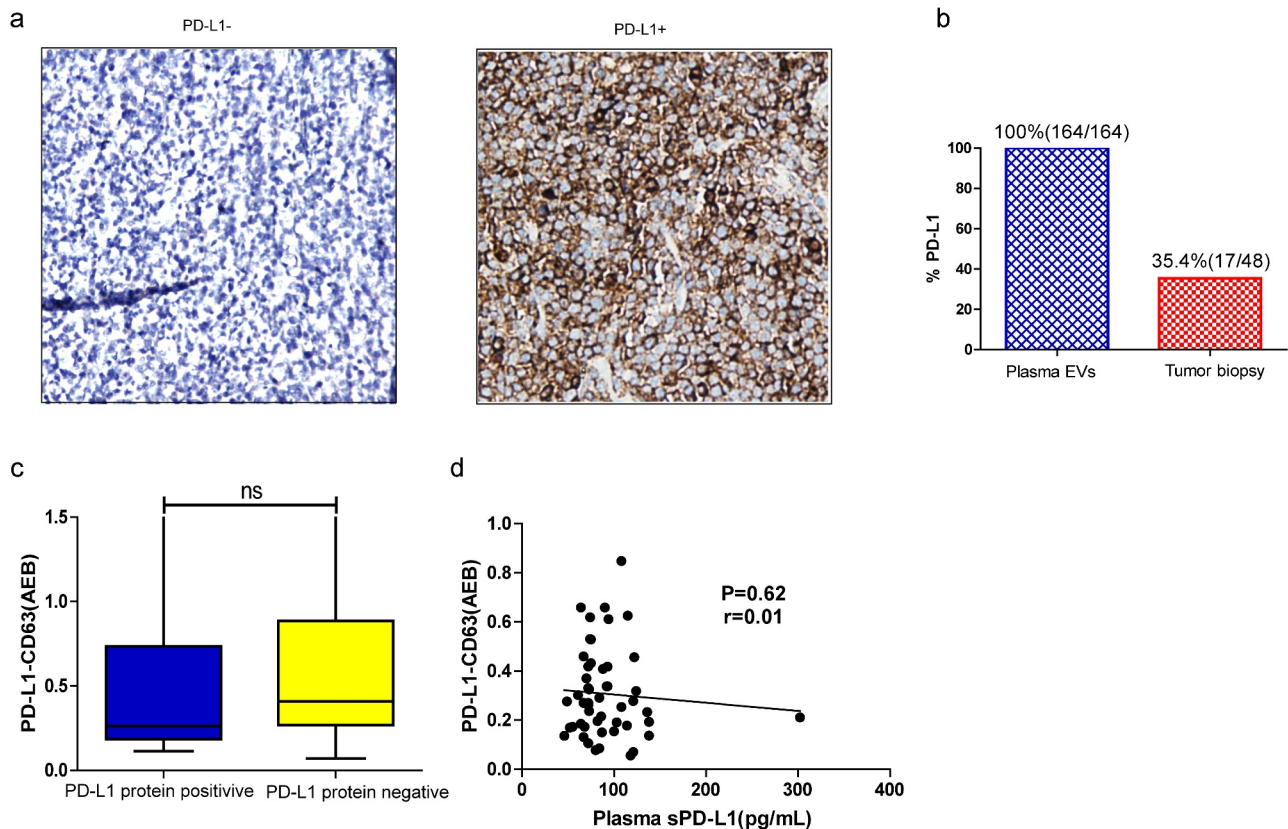 a
PD-L1-
PD-L1+
b
100%(164/164)
35.4%(17/48)
% PD-L1
100
80
60
40
20
0
Plasma EVs
Tumor biopsy
c
ns
PD-L1-CD63(AEB)
1.5
1.0
0.5
0.0
PD-L1 protein positivive
PD-L1 protein negative
d
P=0.62
r=0.01
PD-L1-CD63(AEB)
1.0
0.8
0.6
0.4
0.2
0.0
0 100 200 300 400
Plasma sPD-L1(pg/mL)